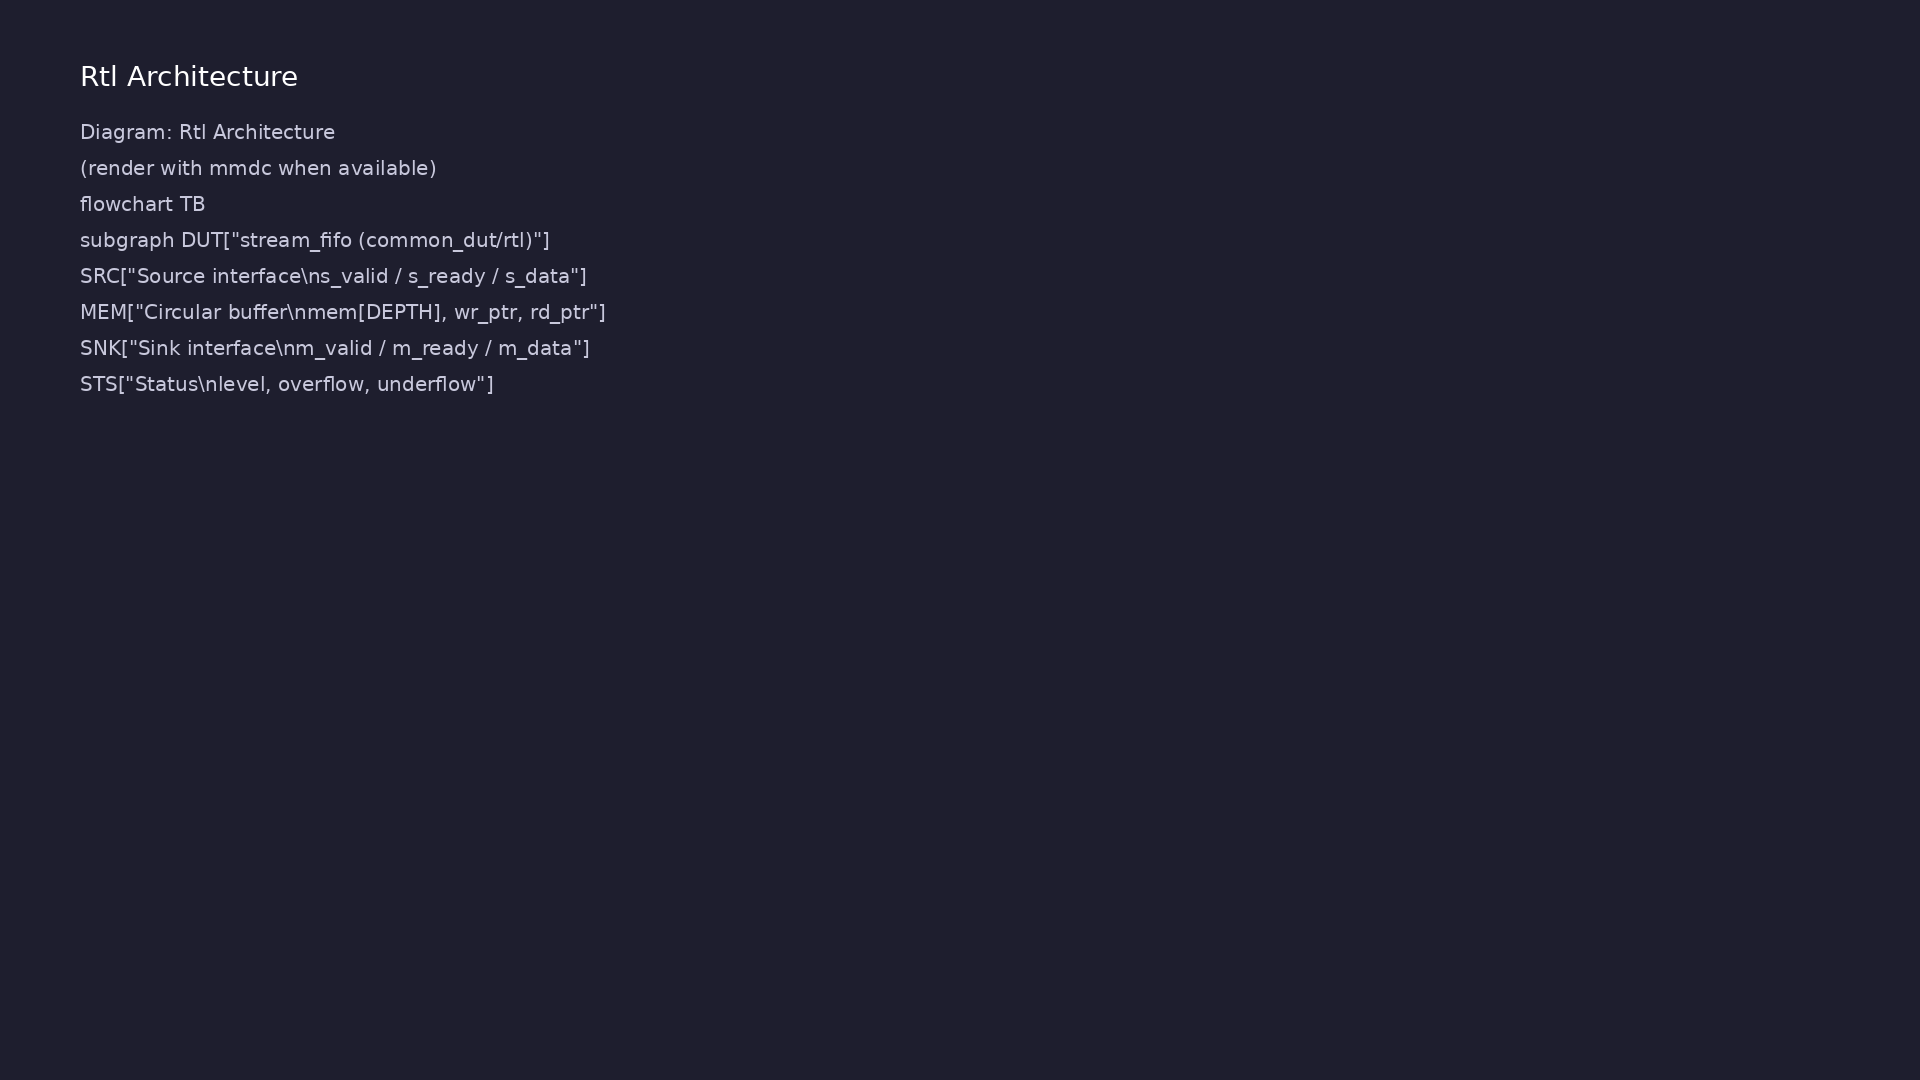 Rtl Architecture
Diagram: Rtl Architecture
(render with mmdc when available)
flowchart TB
subgraph DUT["stream_fifo (common_dut/rtl)"]
SRC["Source interface\ns_valid / s_ready / s_data"]
MEM["Circular buffer\nmem[DEPTH], wr_ptr, rd_ptr"]
SNK["Sink interface\nm_valid / m_ready / m_data"]
STS["Status\nlevel, overflow, underflow"]